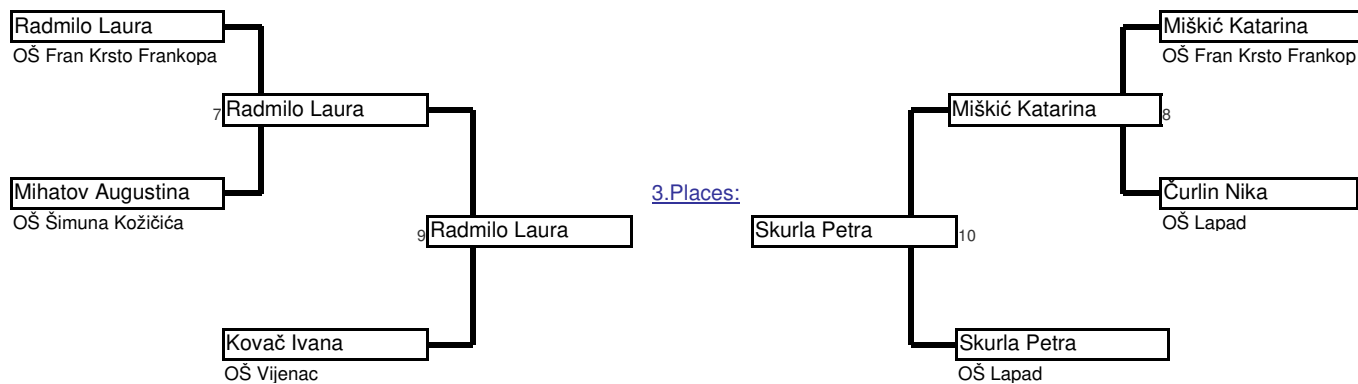 Radmilo Laura
OŠ Fran Krsto Frankopa
7 Radmilo Laura
Mihatov Augustina
OŠ Šimuna Kožičića
9 Radmilo Laura
Kovač Ivana
OŠ Vijenac
3.Places:
Miškić Katarina
OŠ Fran Krsto Frankop
Miškić Katarina 8
Čurlin Nika
OŠ Lapad
Skurla Petra 10
Skurla Petra
OŠ Lapad